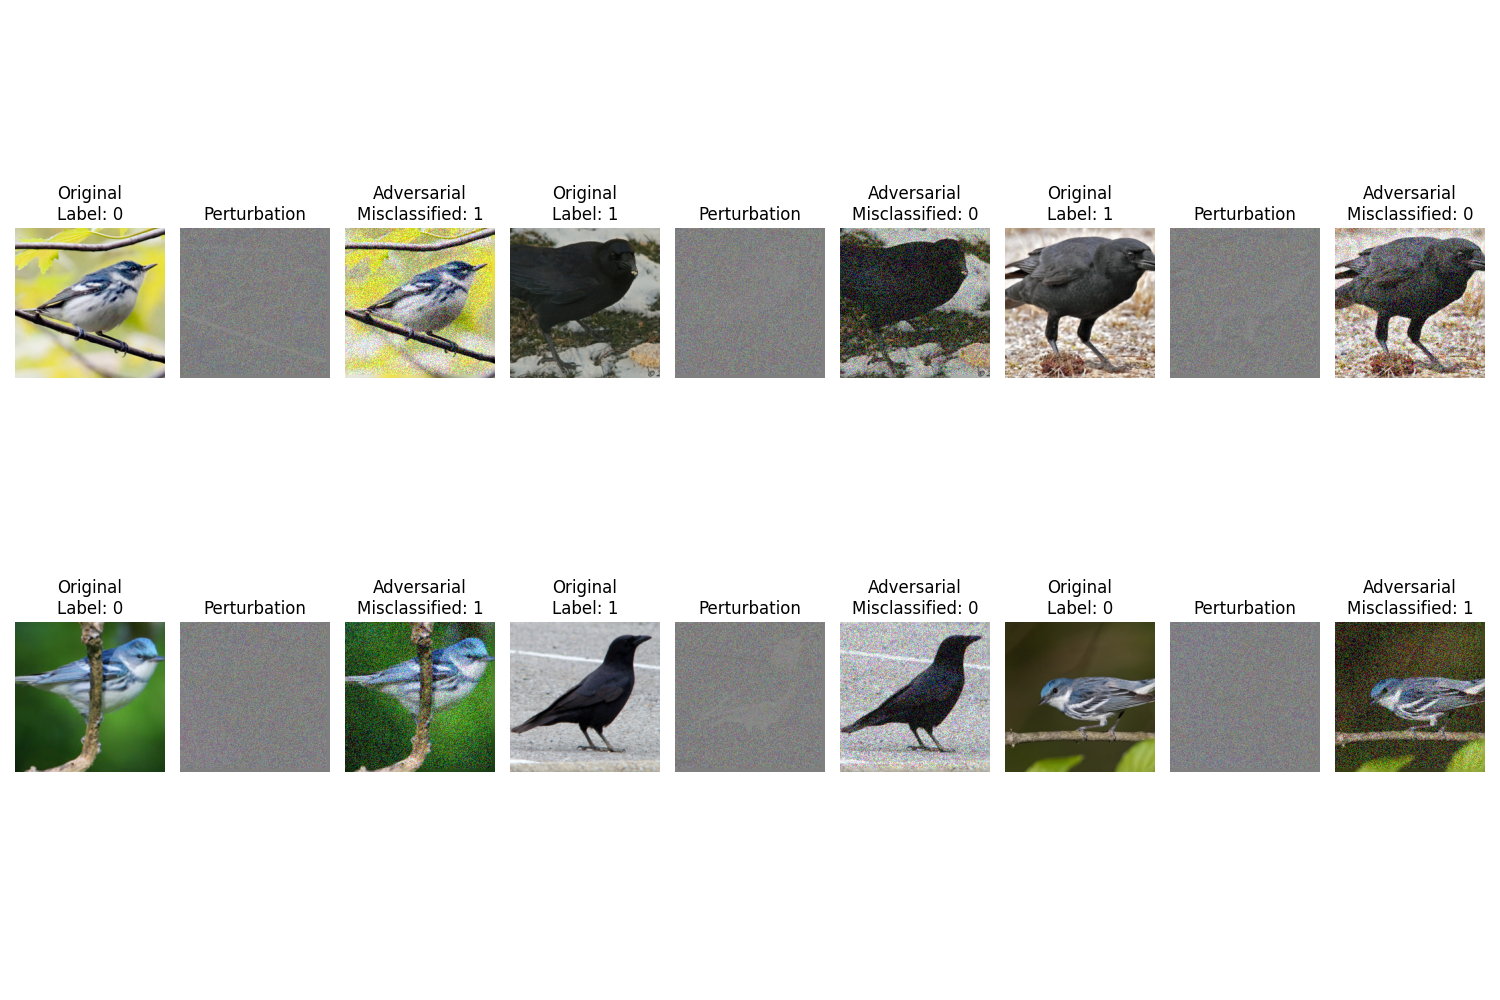 Original
Label: 0
Perturbation
Adversarial
Misclassified: 1
Original
Label: 1
Perturbation
Adversarial
Misclassified: 0
Original
Label: 1
Perturbation
Adversarial
Misclassified: 0
Original
Label: 0
Perturbation
Adversarial
Misclassified: 1
Original
Label: 1
Perturbation
Adversarial
Misclassified: 0
Original
Label: 0
Perturbation
Adversarial
Misclassified: 1